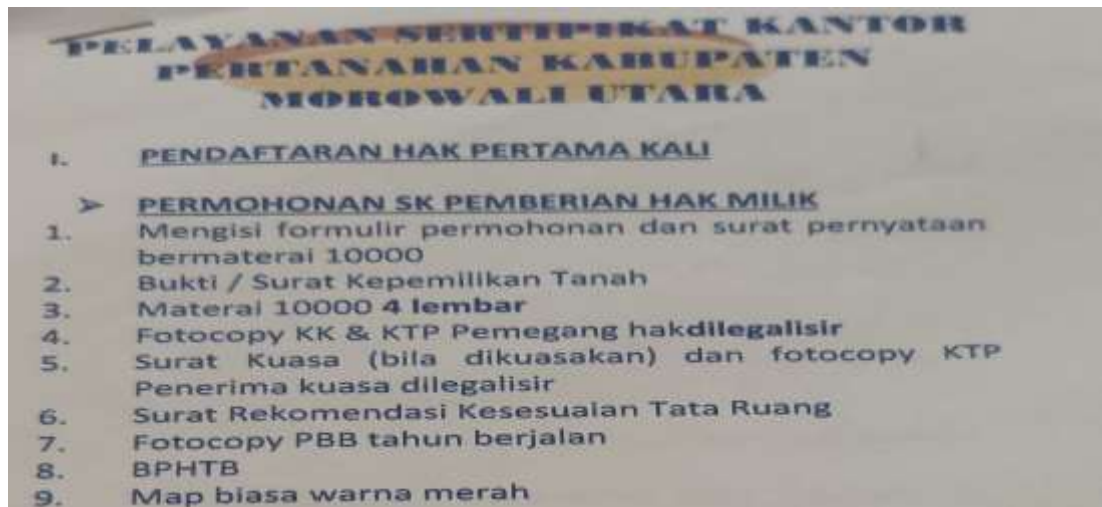 PELAYANAN SERTIPIKAT KANTOR
PERTANAHAN KABUPATEN
MOROWALI UTARA
I. PENDAFTARAN HAK PERTAMA KALI
➤ PERMOHONAN SK PEMBERIAN HAK MILIK
1. Mengisi formulir permohonan dan surat pernyataan
bermaterai 10000
2. Bukti / Surat Kepemilikan Tanah
3. Materai 10000 4 lembar
4. Fotocopy KK & KTP Pemegang hakdilegalisir
5. Surat Kuasa (bila dikuasakan) dan fotocopy KTP
Penerima kuasa dilegalisir
6. Surat Rekomendasi Kesesuaian Tata Ruang
7. Fotocopy PBB tahun berjalan
8. BPHTB
9. Map biasa warna merah